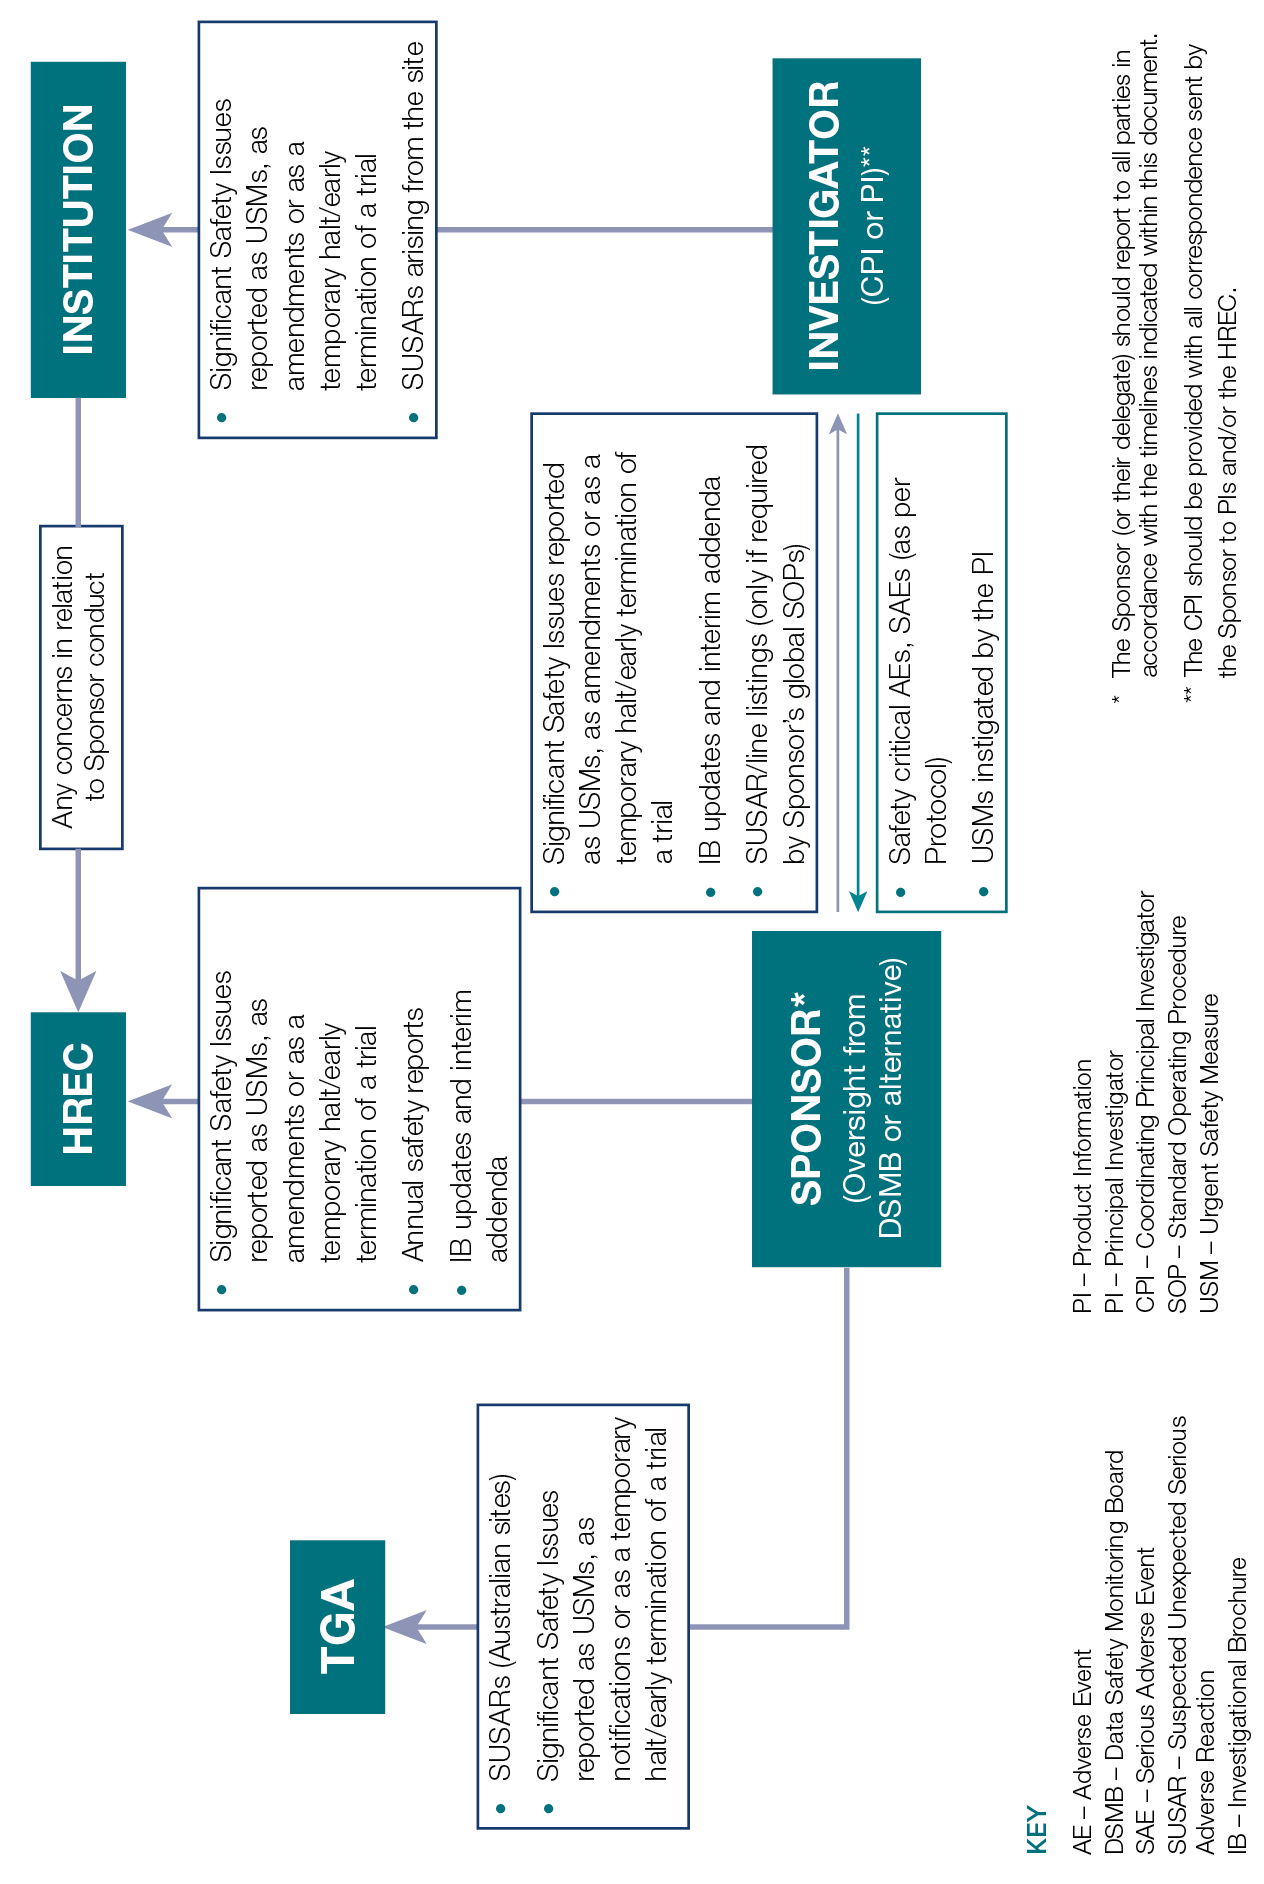 HREC
Any concerns in relation
to Sponsor conduct
INSTITUTION
TGA
• SUSARs (Australian sites)
• Significant Safety Issues
reported as USMs, as
notifications or as a temporary
halt/early termination of a trial
• Significant Safety Issues
reported as USMs, as
amendments or as a
temporary halt/early
termination of a trial
• Annual safety reports
• IB updates and interim
addenda
• Significant Safety Issues
reported as USMs, as
amendments or as a
temporary halt/early
termination of a trial
• SUSARs arising from the site
• Significant Safety Issues reported
as USMs, as amendments or as a
temporary halt/early termination of
a trial
• IB updates and interim addenda
• SUSAR/line listings (only if required
by Sponsor’s global SOPs)
SPONSOR*
(Oversight from
DSMB or alternative)
INVESTIGATOR
(CPI or PI)**
• Safety critical AEs, SAEs (as per
Protocol)
• USMs instigated by the PI
KEY
AE – Adverse Event
DSMB – Data Safety Monitoring Board
SAE – Serious Adverse Event
SUSAR – Suspected Unexpected Serious
Adverse Reaction
IB – Investigational Brochure
PI – Product Information
PI – Principal Investigator
CPI – Coordinating Principal Investigator
SOP – Standard Operating Procedure
USM – Urgent Safety Measure
* The Sponsor (or their delegate) should report to all parties in
accordance with the timelines indicated within this document.
** The CPI should be provided with all correspondence sent by
the Sponsor to PIs and/or the HREC.